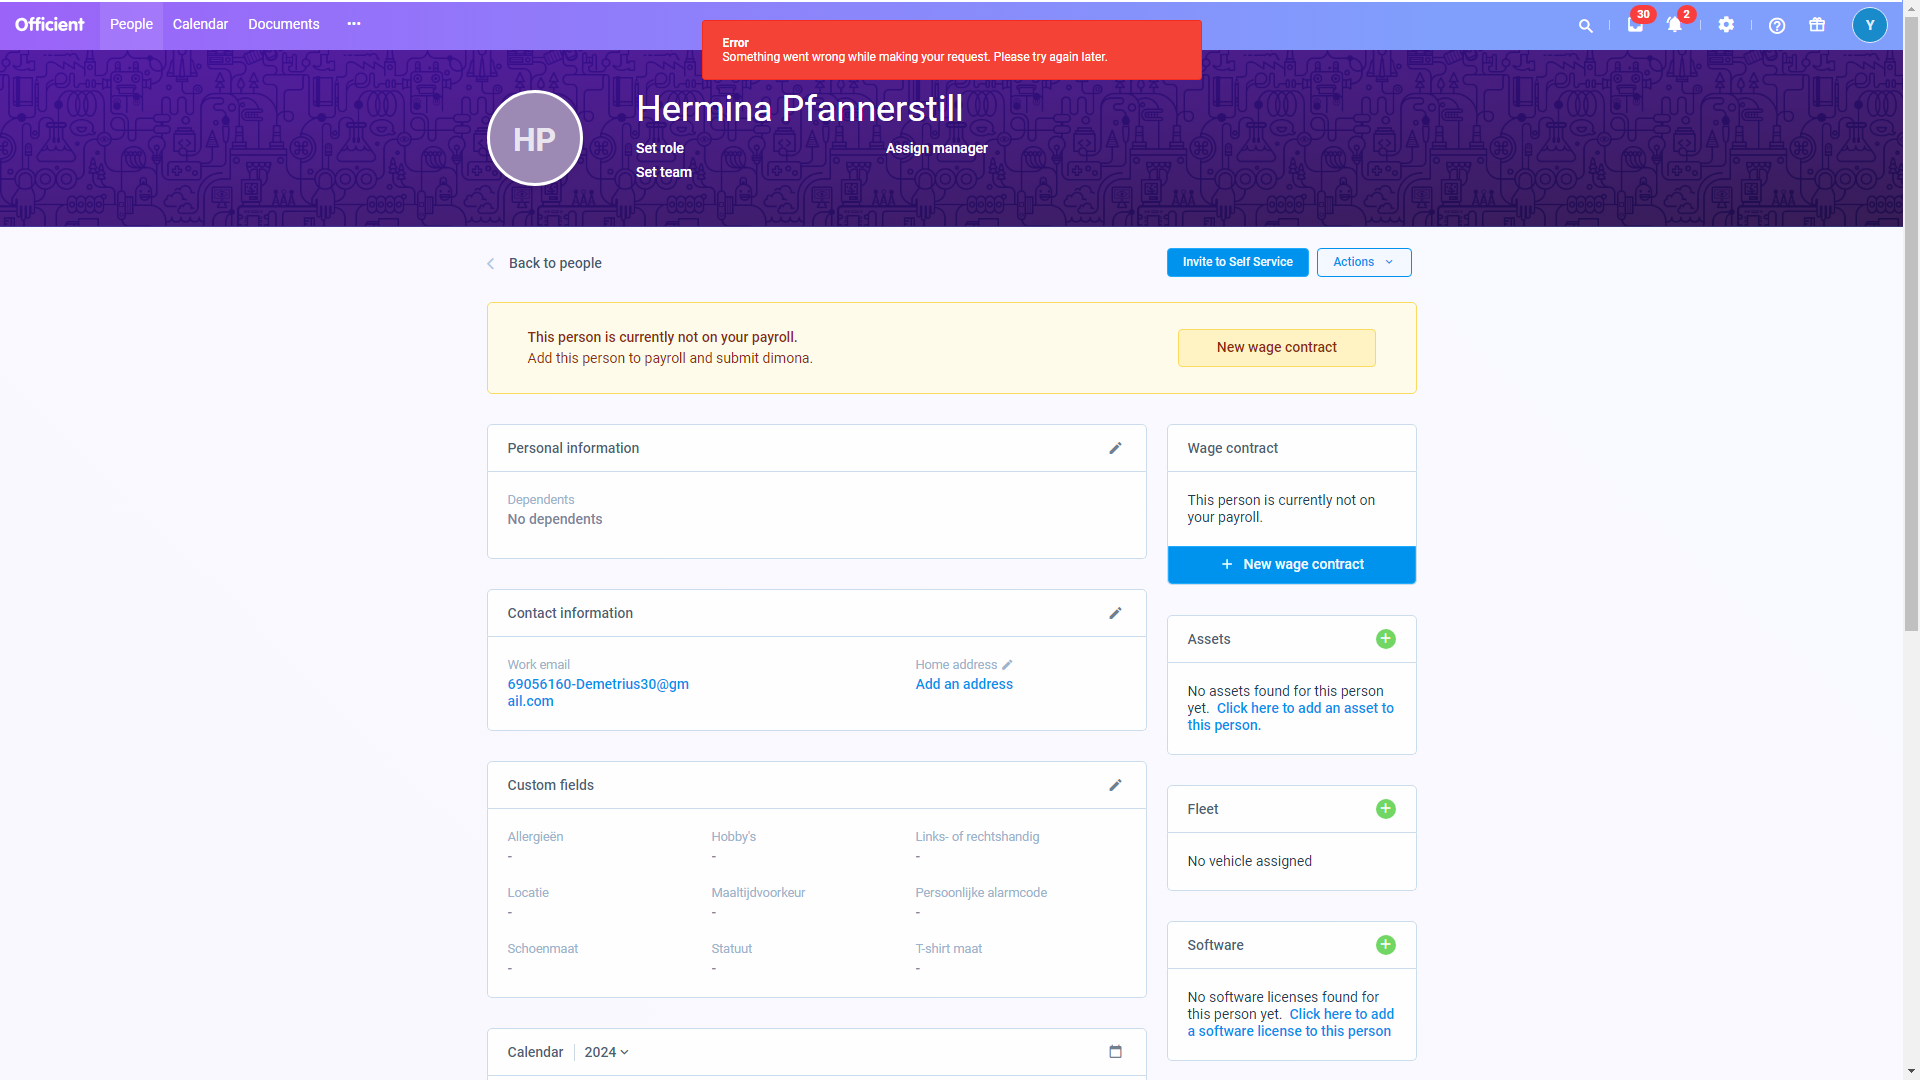 Officient
People
Calendar
Documents
30
2
Y
Error
Something went wrong while making your request. Please try again later.
HP
Hermina Pfannerstill
Set role
Assign manager
Set team
Back to people
Invite to Self Service
Actions
This person is currently not on your payroll.
Add this person to payroll and submit dimona.
New wage contract
Personal information
Dependents
No dependents
Wage contract
This person is currently not on
your payroll.
New wage contract
Contact information
Work email
69056160-Demetrius30@gm
ail.com
Home address
Add an address
Assets
No assets found for this person
yet. Click here to add an asset to
this person.
Custom fields
Allergieën
-
Hobby's
-
Links- of rechtshandig
-
Locatie
-
Maaltijdvoorkeur
-
Persoonlijke alarmcode
-
Schoenmaat
-
Statuut
-
T-shirt maat
-
Fleet
No vehicle assigned
Software
No software licenses found for
this person yet. Click here to add
a software license to this person
Calendar
2024